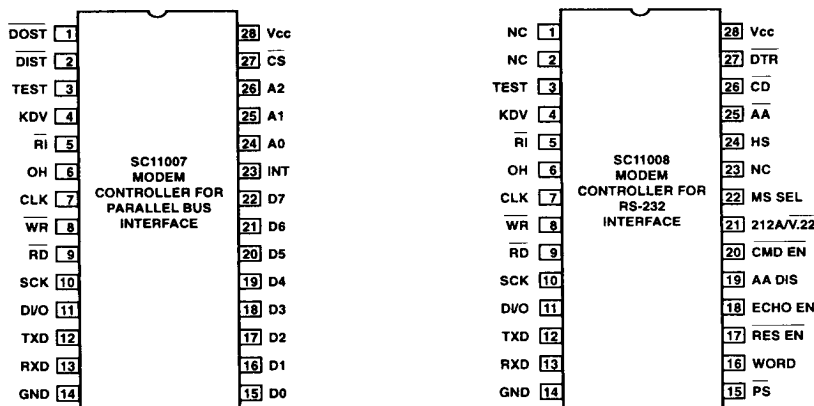 DOST 1 28 Vcc
DIST 2 27 CS
TEST 3 26 A2
KDV 4 25 A1
RI 5 24 A0
OH 6 23 INT
CLK 7 22 D7
WR 8 21 D6
RD 9 20 D5
SCK 10 19 D4
DI/O 11 18 D3
TXD 12 17 D2
RXD 13 16 D1
GND 14 15 D0
SC11007
MODEM
CONTROLLER FOR
PARALLEL BUS
INTERFACE
NC 1 28 Vcc
NC 2 27 DTR
TEST 3 26 CD
KDV 4 25 AA
RI 5 24 HS
OH 6 23 NC
CLK 7 22 MS SEL
WR 8 21 212A/V.22
RD 9 20 CMD EN
SCK 10 19 AA DIS
DI/O 11 18 ECHO EN
TXD 12 17 RES EN
RXD 13 16 WORD
GND 14 15 PS
SC11008
MODEM
CONTROLLER FOR
RS-232
INTERFACE